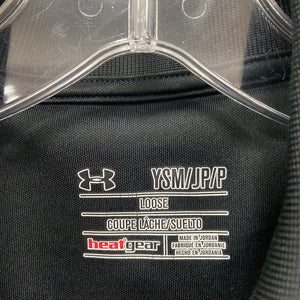 YSM/JP/P
LOOSE
COUPE LÂCHE/SUELTO
heatgear
MADE IN JORDAN
FABRIQUÉ EN JORDANIE
HECHO EN JORDANIA